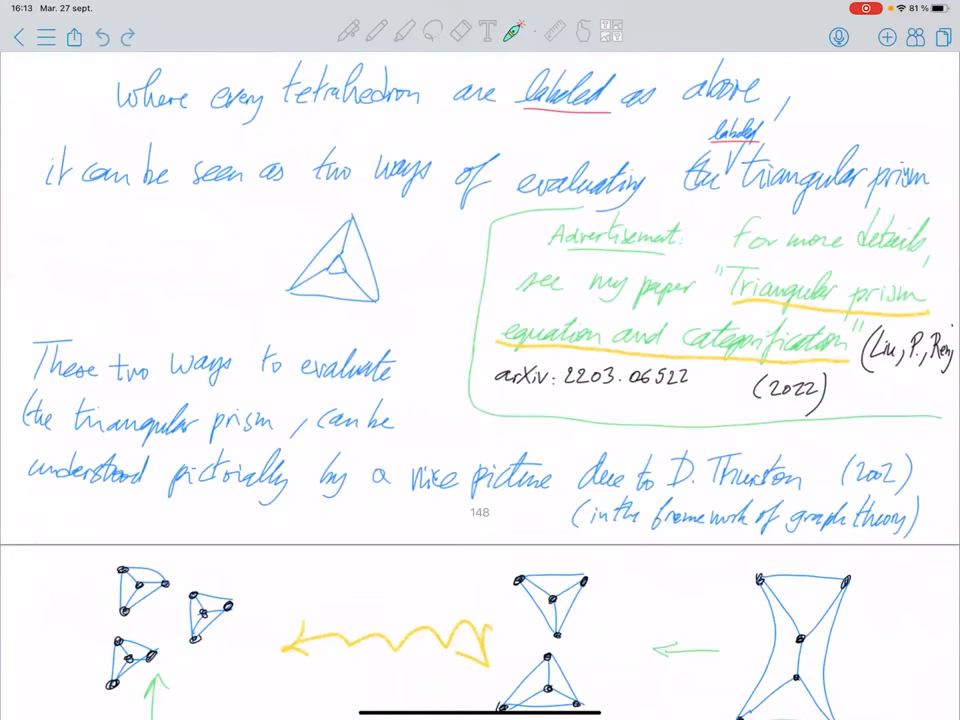 16:13 Mar. 27 sept.
81 %
where every tetrahedron are labeled as above,
labeled
it can be seen as two ways of evaluating the triangular prism
Advertisement: For more details,
see my paper "Triangular prism
equation and categorification"
(Liu, P., Ren)
arXiv: 2203.06522
(2022)
These two ways to evaluate
the triangular prism, can be
understood pictorially by a nice picture due to D. Thurston (2002)
148
(in the framework of graph theory)